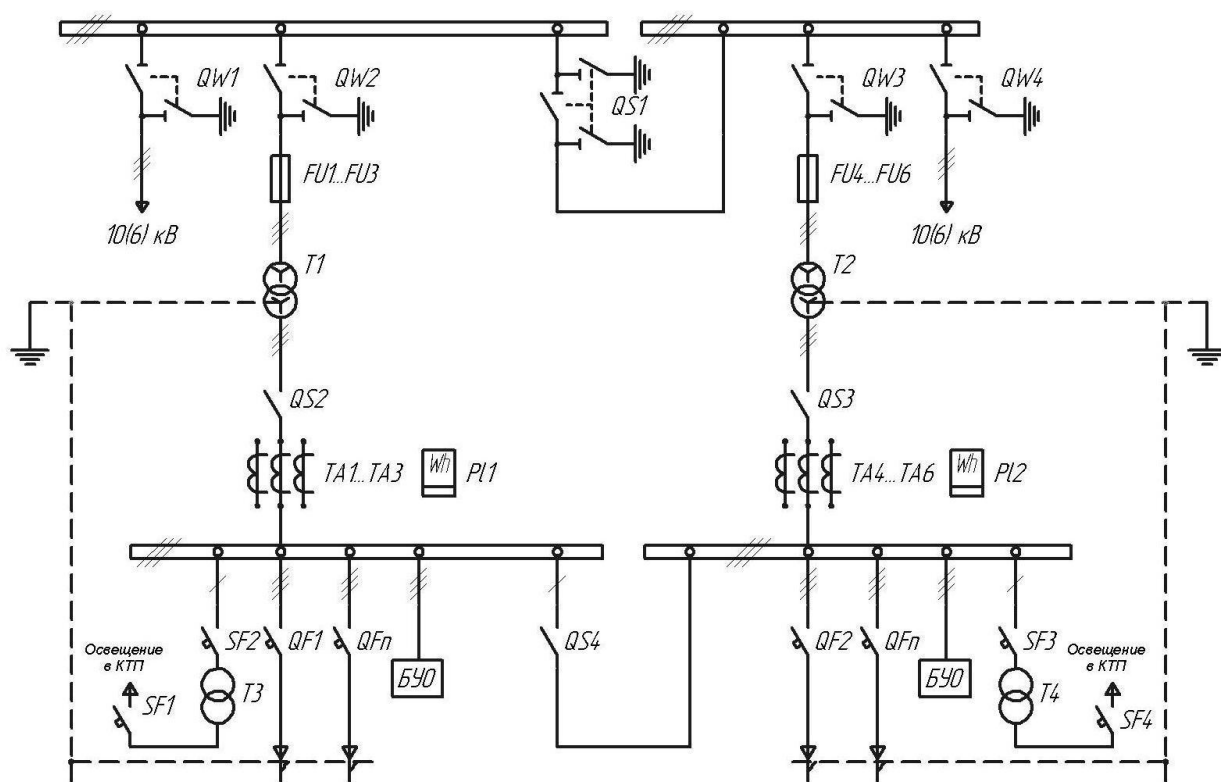 QW1
QW2
QS1
QW3
QW4
FU1...FU3
FU4...FU6
10(6) кВ
10(6) кВ
T1
T2
QS2
QS3
TA1...TA3
Wh
PI1
TA4...TA6
Wh
PI2
SF2
QF1
QFn
QS4
QF2
QFn
SF3
Освещение
в КТП
БУО
БУО
Освещение
в КТП
SF1
T3
T4
SF4